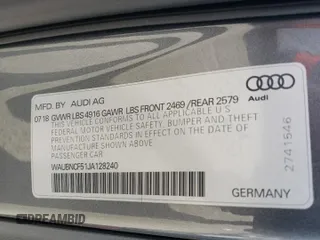 MFD. BY AUDI AG
07/18 GVWR LBS 4916 GAWR LBS FRONT 2469 / REAR 2579
THIS VEHICLE CONFORMS TO ALL APPLICABLE U'S
FEDERAL MOTOR VEHICLE SAFETY, BUMPER AND THEFT
PREVENTION STANDARDS IN EFFECT ON THE DATE OF
MANUFACTURE SHOWN ABOVE.
PASSENGER CAR
WAUBNCF51JA128240
Audi
2741546
GERMANY
DREAMBID